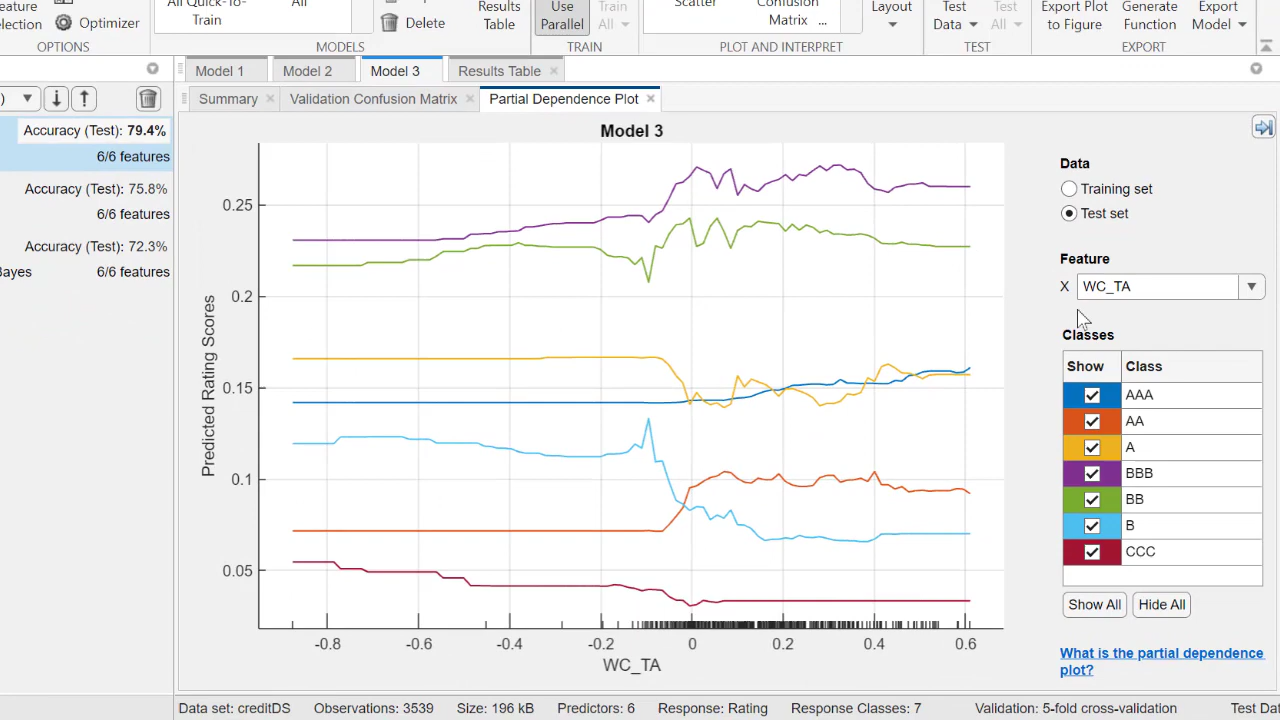 eature
election
Optimizer
OPTIONS
All Quick-To-
Train
All
Delete
MODELS
Results
Table
Use
Parallel
Train
All
TRAIN
Scatter
Confusion
Matrix ...
PLOT AND INTERPRET
Layout
Test
Data
Test
All
TEST
Export Plot
to Figure
Generate
Function
Export
Model
EXPORT
Model 1
Model 2
Model 3
Results Table
)
Summary
Validation Confusion Matrix
Partial Dependence Plot
Accuracy (Test): 79.4%
6/6 features
Accuracy (Test): 75.8%
6/6 features
Accuracy (Test): 72.3%
Bayes 6/6 features
Model 3
0.25
0.2
0.15
0.1
0.05
Predicted Rating Scores
-0.8 -0.6 -0.4 -0.2 0 0.2 0.4 0.6
WC_TA
Data
Training set
Test set
Feature
X WC_TA
Classes
Show Class
AAA
AA
A
BBB
BB
B
CCC
Show All Hide All
What is the partial dependence
plot?
Data set: creditDS Observations: 3539 Size: 196 kB Predictors: 6 Response: Rating Response Classes: 7 Validation: 5-fold cross-validation Test Da